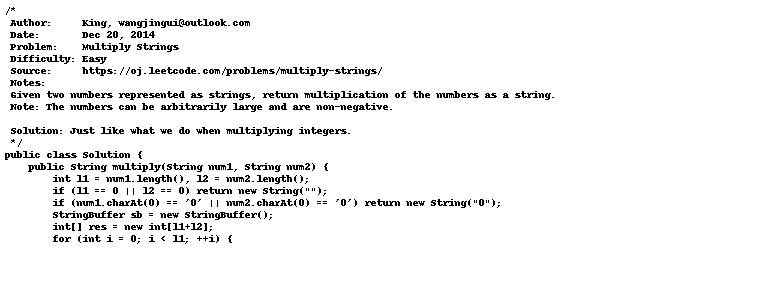 /*
 Author:     King, wangjingui@outlook.com
 Date:       Dec 20, 2014
 Problem:    Multiply Strings
 Difficulty: Easy
 Source:     https://oj.leetcode.com/problems/multiply-strings/
 Notes:
 Given two numbers represented as strings, return multiplication of the numbers as a string.
 Note: The numbers can be arbitrarily large and are non-negative.

 Solution: Just like what we do when multiplying integers.
 */
public class Solution {
    public String multiply(String num1, String num2) {
        int l1 = num1.length(), l2 = num2.length();
        if (l1 == 0 || l2 == 0) return new String("");
        if (num1.charAt(0) == '0' || num2.charAt(0) == '0') return new String("0");
        StringBuffer sb = new StringBuffer();
        int[] res = new int[l1+l2];
        for (int i = 0; i < l1; ++i) {